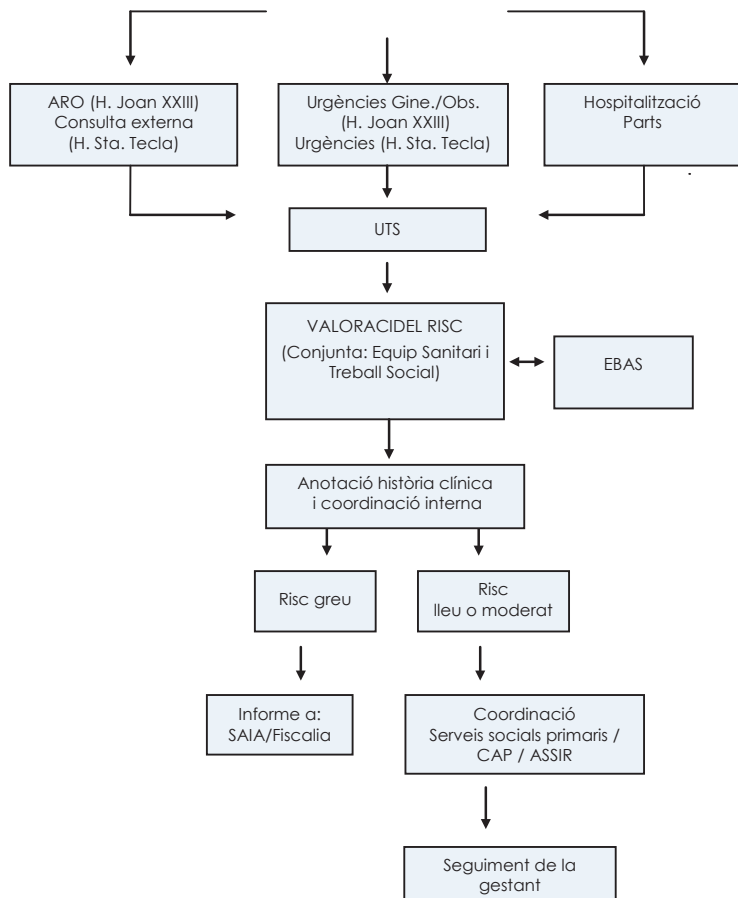 ARO (H. Joan XXIII)
Consulta externa
(H. Sta. Tecla)
Urgències Gine./Obs.
(H. Joan XXIII)
Urgències (H. Sta. Tecla)
Hospitalització
Parts
UTS
VALORACIDEL RISC
(Conjunta: Equip Sanitari i
Treball Social)
EBAS
Anotació història clínica
i coordinació interna
Risc greu
Risc
lleu o moderat
Informe a:
SAIA/Fiscalia
Coordinació
Serveis socials primaris /
CAP / ASSIR
Seguiment de la
gestant